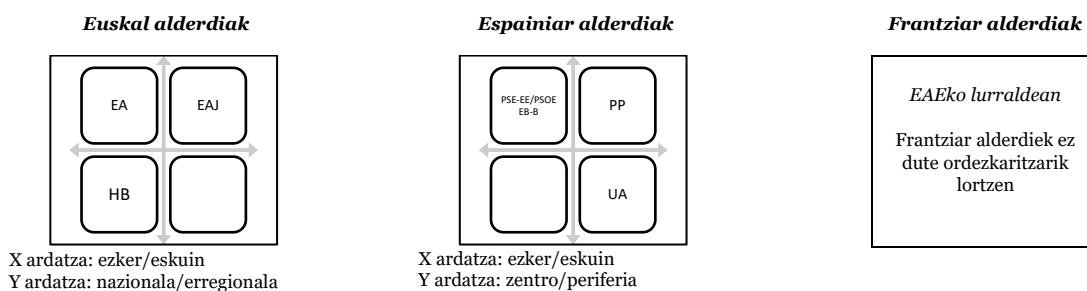 Euskal alderdiak
EA
EAJ
HB
X ardatza: ezker/eskuin
Y ardatza: nazionala/erregionala
Espainiar alderdiak
PSE-EE/PSOE
EB-B
PP
UA
X ardatza: ezker/eskuin
Y ardatza: zentro/periferia
Frantziar alderdiak
EAEko lurraldean
Frantziar alderdiek ez
dute ordezkaritzarik
lortzen